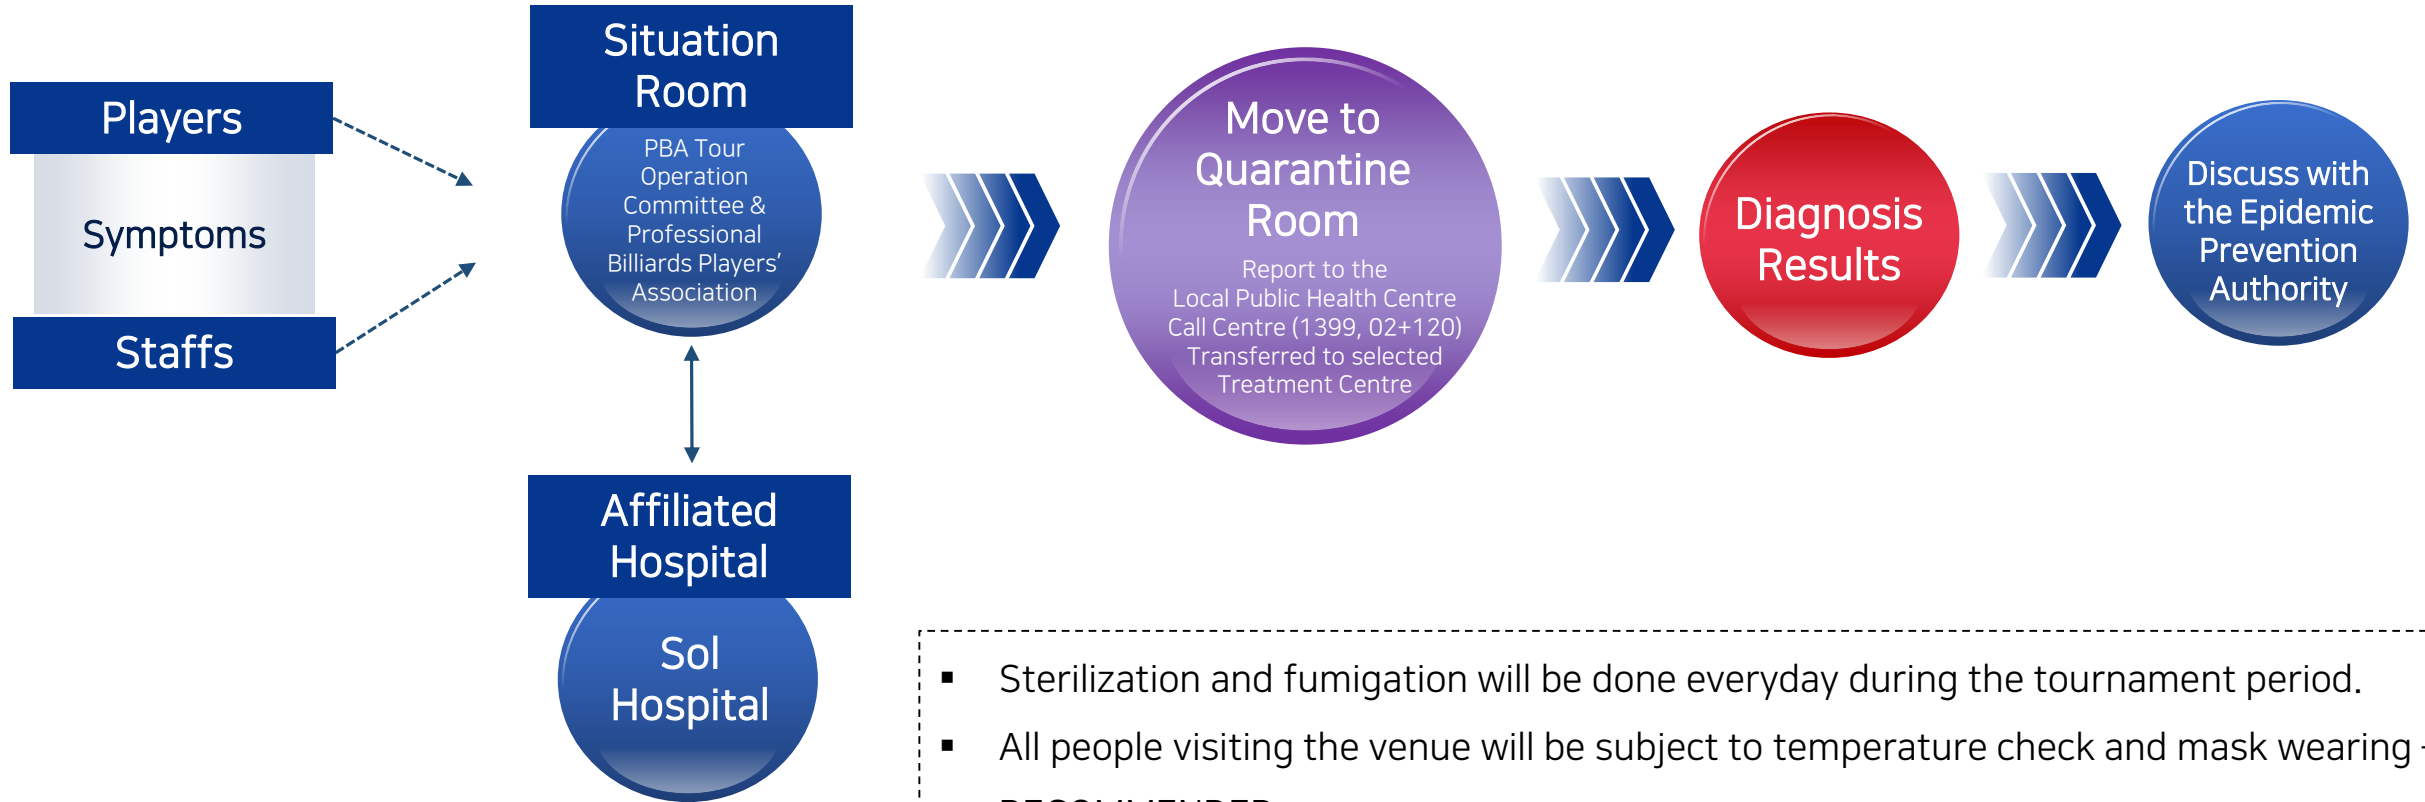 Players
Symptoms
Staffs
Situation
Room
PBA Tour
Operation
Committee &
Professional
Billiards Players’
Association
Affiliated
Hospital
Sol
Hospital
Move to
Quarantine
Room
Report to the
Local Public Health Centre
Call Centre (1399, 02+120)
Transferred to selected
Treatment Centre
Diagnosis
Results
Discuss with
the Epidemic
Prevention
Authority
▪ Sterilization and fumigation will be done everyday during the tournament period.
▪ All people visiting the venue will be subject to temperature check and mask wearing -
RECOMMENDED